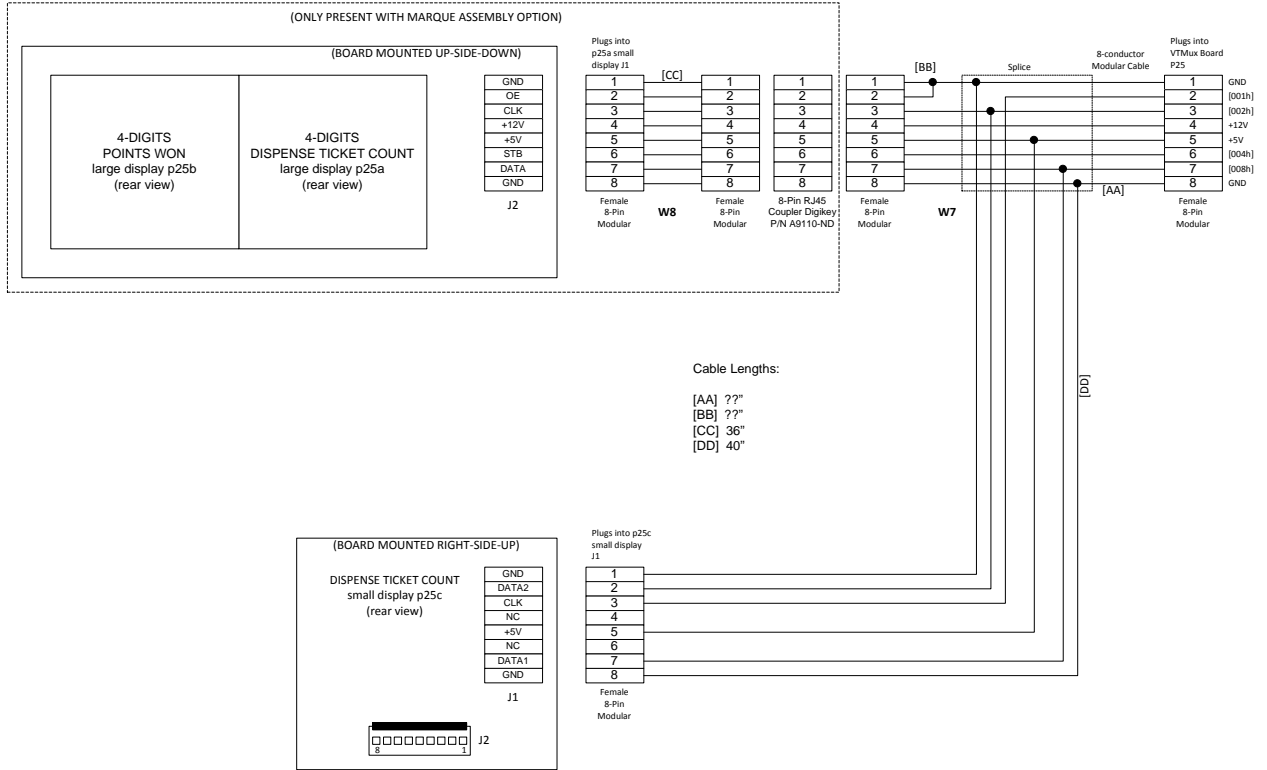 (ONLY PRESENT WITH MARQUE ASSEMBLY OPTION)
(BOARD MOUNTED UP-SIDE-DOWN)
4-DIGITS
POINTS WON
large display p25b
(rear view)
4-DIGITS
DISPENSE TICKET COUNT
large display p25a
(rear view)
GND
OE
CLK
+12V
+5V
STB
DATA
GND
J2
Plugs into
p25a small
display J1
1
2
3
4
5
6
7
8
Female
8-Pin
Modular
[CC]
W8
1
2
3
4
5
6
7
8
Female
8-Pin
Modular
1
2
3
4
5
6
7
8
8-Pin RJ45
Coupler Digikey
P/N A9110-ND
1
2
3
4
5
6
7
8
Female
8-Pin
Modular
[BB]
W7
Splice
8-conductor
Modular Cable
[AA]
Plugs into
VTMux Board
P25
1
2
3
4
5
6
7
8
GND
[001h]
[002h]
+12V
+5V
[004h]
[008h]
GND
Female
8-Pin
Modular
[DD]
Cable Lengths:
[AA] ??"
[BB] ??"
[CC] 36"
[DD] 40"
(BOARD MOUNTED RIGHT-SIDE-UP)
DISPENSE TICKET COUNT
small display p25c
(rear view)
GND
DATA2
CLK
NC
+5V
NC
DATA1
GND
J1
8
1
J2
Plugs into p25c
small display
J1
1
2
3
4
5
6
7
8
Female
8-Pin
Modular